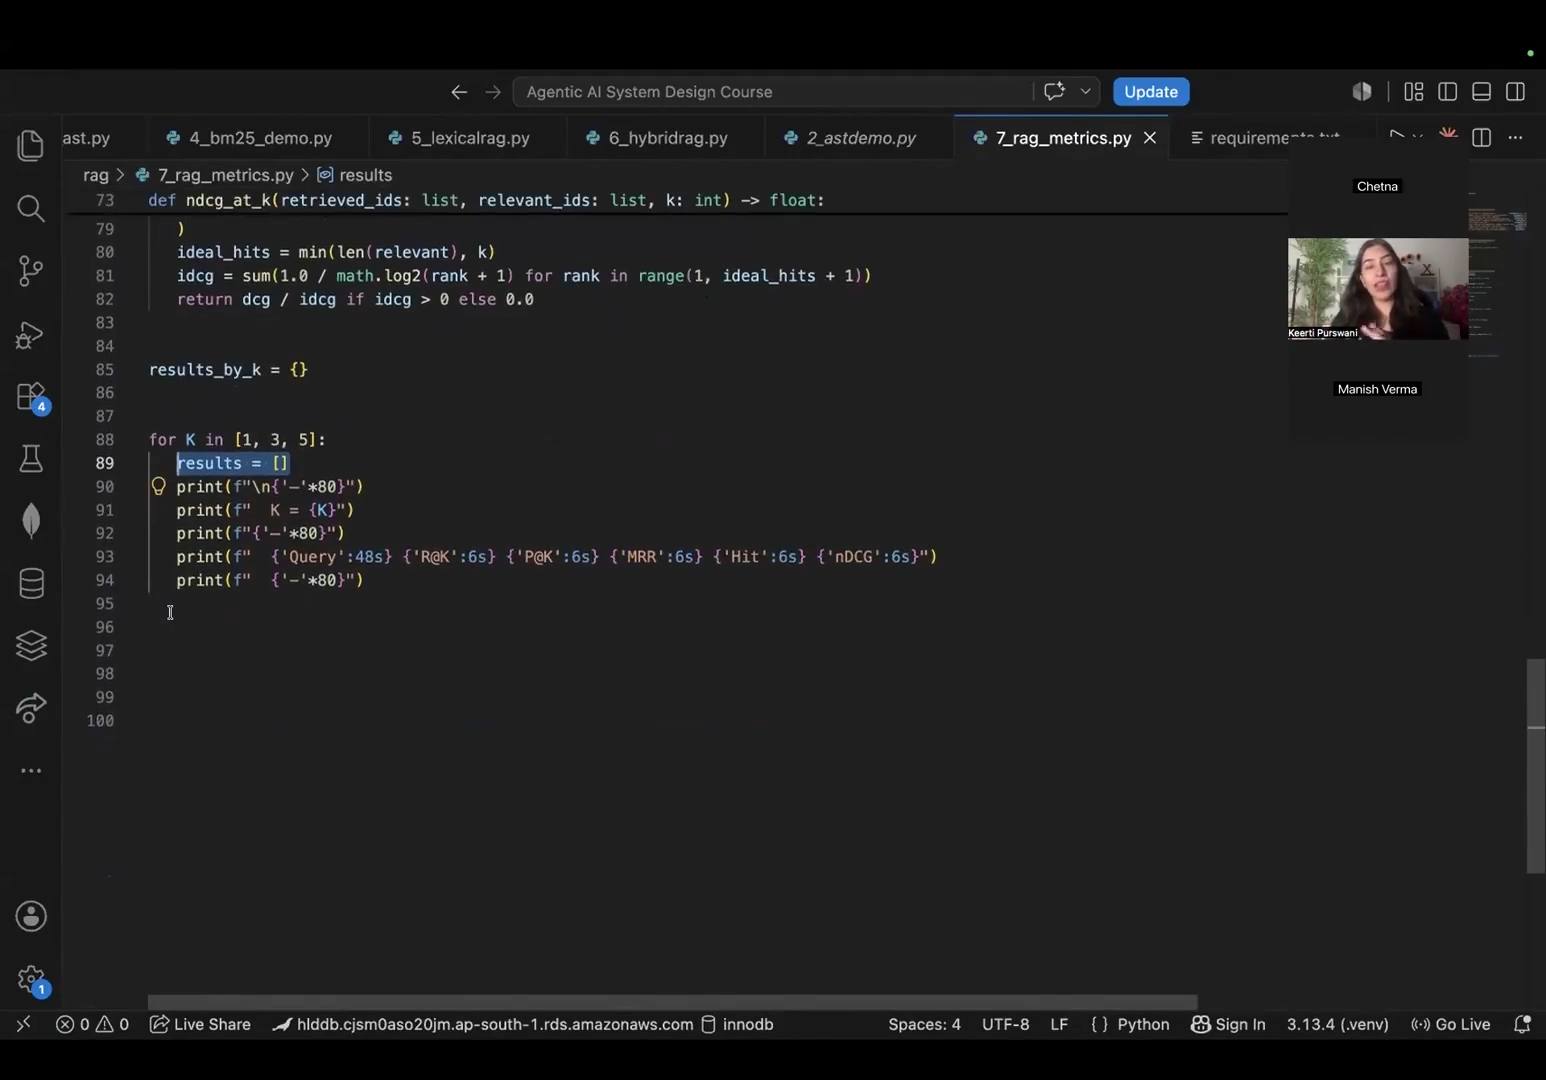 Agentic AI System Design Course
Update
ast.py
4_bm25_demo.py
5_lexicalrag.py
6_hybridrag.py
2_astdemo.py
7_rag_metrics.py
requirements.txt
rag > 7_rag_metrics.py > results
73 def ndcg_at_k(retrieved_ids: list, relevant_ids: list, k: int) -> float:
79 )
80 ideal_hits = min(len(relevant), k)
81 idcg = sum(1.0 / math.log2(rank + 1) for rank in range(1, ideal_hits + 1))
82 return dcg / idcg if idcg > 0 else 0.0
83
84
85 results_by_k = {}
86
87
88 for K in [1, 3, 5]:
89 results = []
90 print(f"\n{'—'*80}")
91 print(f"  K = {K}")
92 print(f"{'—'*80}")
93 print(f"  {'Query':48s} {'R@K':6s} {'P@K':6s} {'MRR':6s} {'Hit':6s} {'nDCG':6s}")
94 print(f"  {'-'*80}")
95
96
97
98
99
100
Chetna
Keerti Purswani
Manish Verma
4
1
0 0 Live Share hlddb.cjsm0aso20jm.ap-south-1.rds.amazonaws.com innodb Spaces: 4 UTF-8 LF { } Python Sign In 3.13.4 (.venv) Go Live